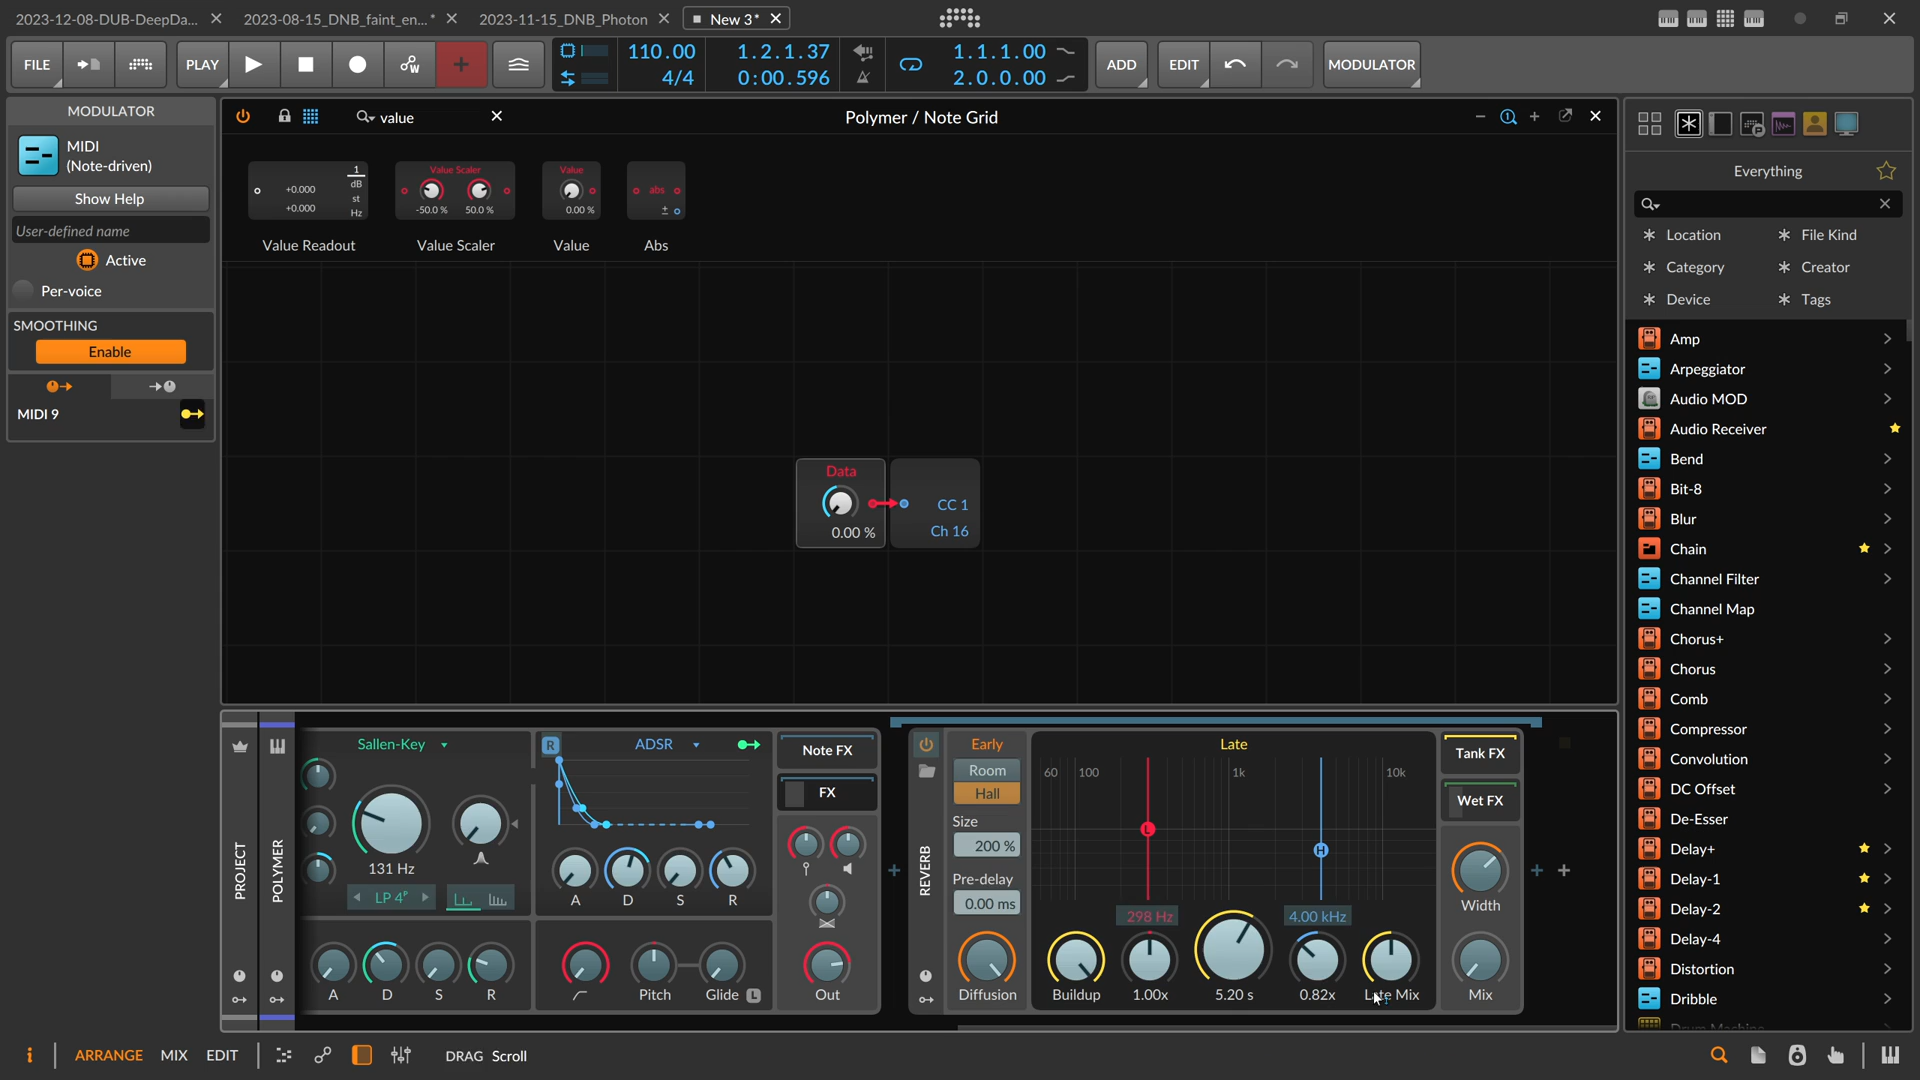 2023-12-08-DUB-DeepDa...
2023-08-15_DNB_faint_en... *
2023-11-15_DNB_Photon
New 3*
FILE
PLAY
110.00
4/4
1.2.1.37
0:00.596
1.1.1.00
2.0.0.00
ADD
EDIT
MODULATOR
MODULATOR
MIDI
(Note-driven)
Show Help
User-defined name
Active
Per-voice
SMOOTHING
Enable
MIDI 9
value
Polymer / Note Grid
+0.000
+0.000
1
dB
st
Hz
Value Readout
Value Scaler
-50.0 % 50.0 %
Value Scaler
Value
0.00 %
Value
abs
±
Abs
Data
0.00 %
CC 1
Ch 16
PROJECT
POLYMER
Sallen-Key
131 Hz
LP 4ᴾ
A D S R
R
ADSR
A D S R
Pitch
Glide L
Note FX
FX
Out
REVERB
Early
Room
Hall
Size
200 %
Pre-delay
0.00 ms
Diffusion
Late
60 100 1k 10k
L
H
298 Hz
4.00 kHz
Buildup
1.00x
5.20 s
0.82x
Late Mix
Tank FX
Wet FX
Width
Mix
Everything
Location
File Kind
Category
Creator
Device
Tags
Amp
Arpeggiator
Audio MOD
Audio Receiver
Bend
Bit-8
Blur
Chain
Channel Filter
Channel Map
Chorus+
Chorus
Comb
Compressor
Convolution
DC Offset
De-Esser
Delay+
Delay-1
Delay-2
Delay-4
Distortion
Dribble
Drum Machine
i
ARRANGE
MIX
EDIT
DRAG Scroll